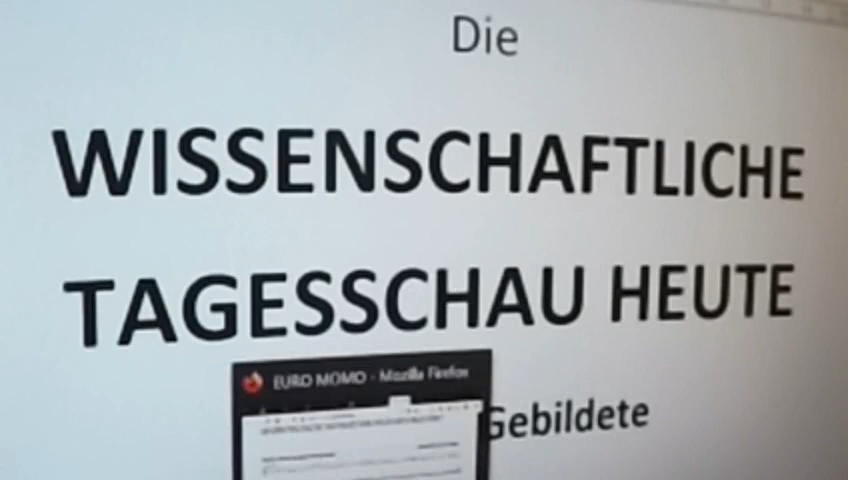 Die
WISSENSCHAFTLICHE
TAGESSCHAU HEUTE
EURO MOMO - Mozilla Firefox
Gebildete